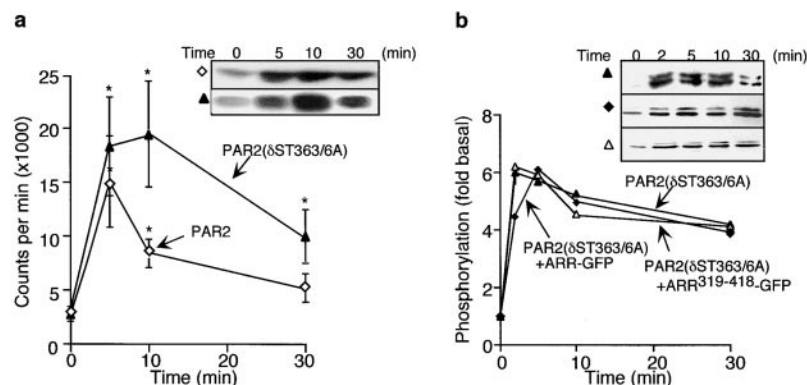 a
Time 0 5 10 30 (min)
◇
▲
Counts per min (x1000)
25
20
15
10
5
0
* * * * *
PAR2(δST363/6A)
PAR2
0 10 20 30
Time (min)
b
Time 0 2 5 10 30 (min)
▲
◆
△
Phosphorylation (fold basal)
8
6
4
2
0
PAR2(δST363/6A)
PAR2(δST363/6A)
+ARR-GFP
PAR2(δST363/6A)
+ARR319-418-GFP
0 10 20 30
Time (min)